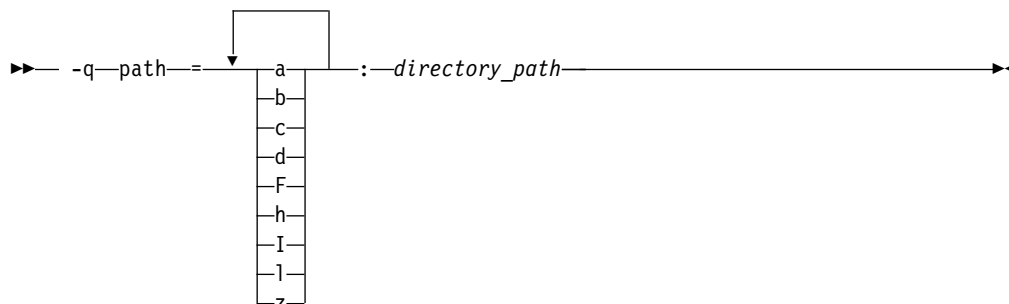 -q path = a : directory_path
b
c
d
F
h
I
l
z